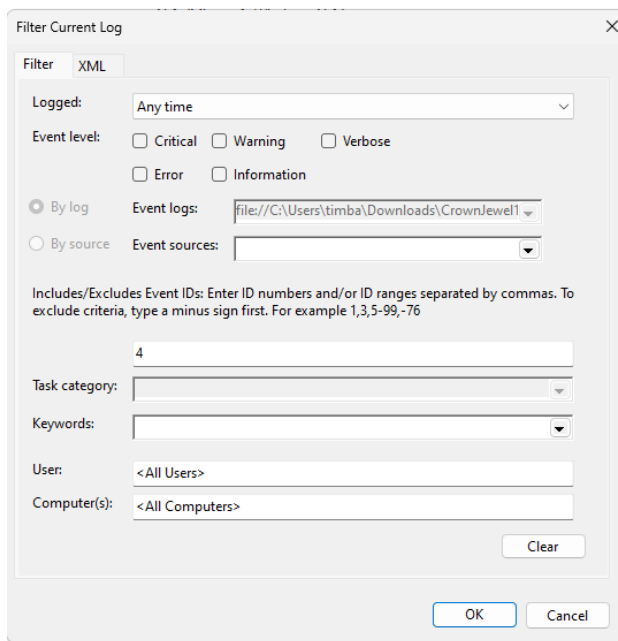 Filter Current Log
Filter XML
Logged: Any time
Event level: Critical Warning Verbose
Error Information
By log Event logs: file://C:\Users\timba\Downloads\CrownJewel1
By source Event sources:
Includes/Excludes Event IDs: Enter ID numbers and/or ID ranges separated by commas. To
exclude criteria, type a minus sign first. For example 1,3,5-99,-76
4
Task category:
Keywords:
User: <All Users>
Computer(s): <All Computers>
Clear
OK Cancel